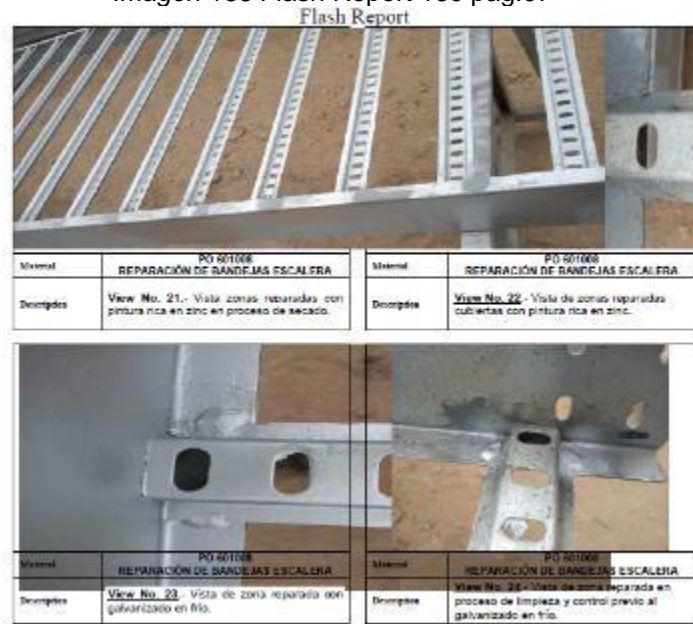 Flash Report
Material
PO 601008
REPARACIÓN DE BANDEJAS ESCALERA
Description
View No. 21.- Vista zonas reparadas con
pintura rica en zinc en proceso de secado.
Material
PO 601008
REPARACIÓN DE BANDEJAS ESCALERA
Description
View No. 22.- Vista de zonas reparadas
cubiertas con pintura rica en zinc.
Material
PO 601008
REPARACIÓN DE BANDEJAS ESCALERA
Description
View No. 23.- Vista de zona reparada con
galvanizado en frío.
Material
PO 601008
REPARACIÓN DE BANDEJAS ESCALERA
Description
View No. 24.- Vista de zona reparada en
proceso de limpieza y control previo al
galvanizado en frío.